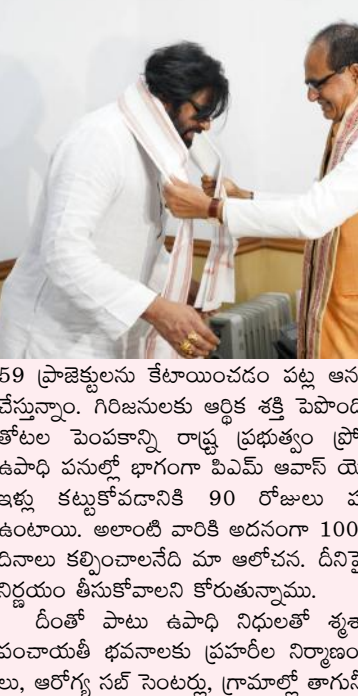 59 ప్రాజెక్టులను కేటాయించడం పట్ల ఆన
చేస్తున్నాం. గిరిజనులకు ఆర్థిక శక్తి పెపొంది
తోటల పెంపకాన్ని రాష్ట్ర ప్రభుత్వం ప్రో
ఉపాధి పనుల్లో భాగంగా పిఎమ్ ఆవాస్ యె
ఇళ్లు కట్టుకోవడానికి 90 రోజులు ప
ఉంటాయి. అలాంటి వారికి అదనంగా 100
దినాలు కల్పించాలనేది మా ఆలోచన. దీనిపై
నిర్ణయం తీసుకోవాలని కోరుతున్నాము.
దీంతో పాటు ఉపాధి నిధులతో శ్మశ
పంచాయతీ భవనాలకు ప్రహరీల నిర్మాణం
లు, ఆరోగ్య సబ్ సెంటర్లు, గ్రామాల్లో తాగునీ